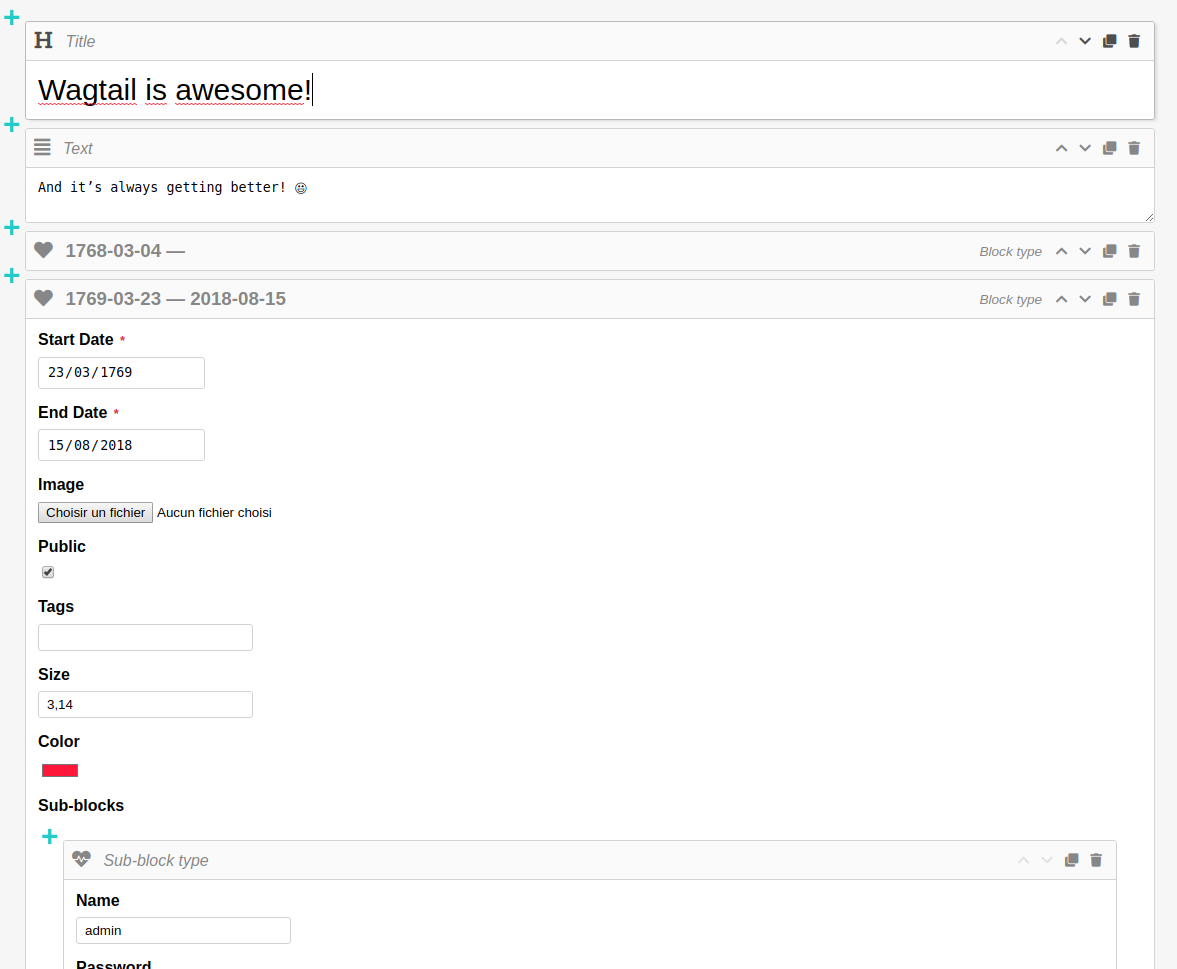 Title
Wagtail is awesome!
Text
And it’s always getting better! 😃
1768-03-04 — Block type
1769-03-23 — 2018-08-15 Block type
Start Date *
23/03/1769
End Date *
15/08/2018
Image
Choisir un fichier Aucun fichier choisi
Public
Tags
Size
3,14
Color
Sub-blocks
Sub-block type
Name
admin
Password